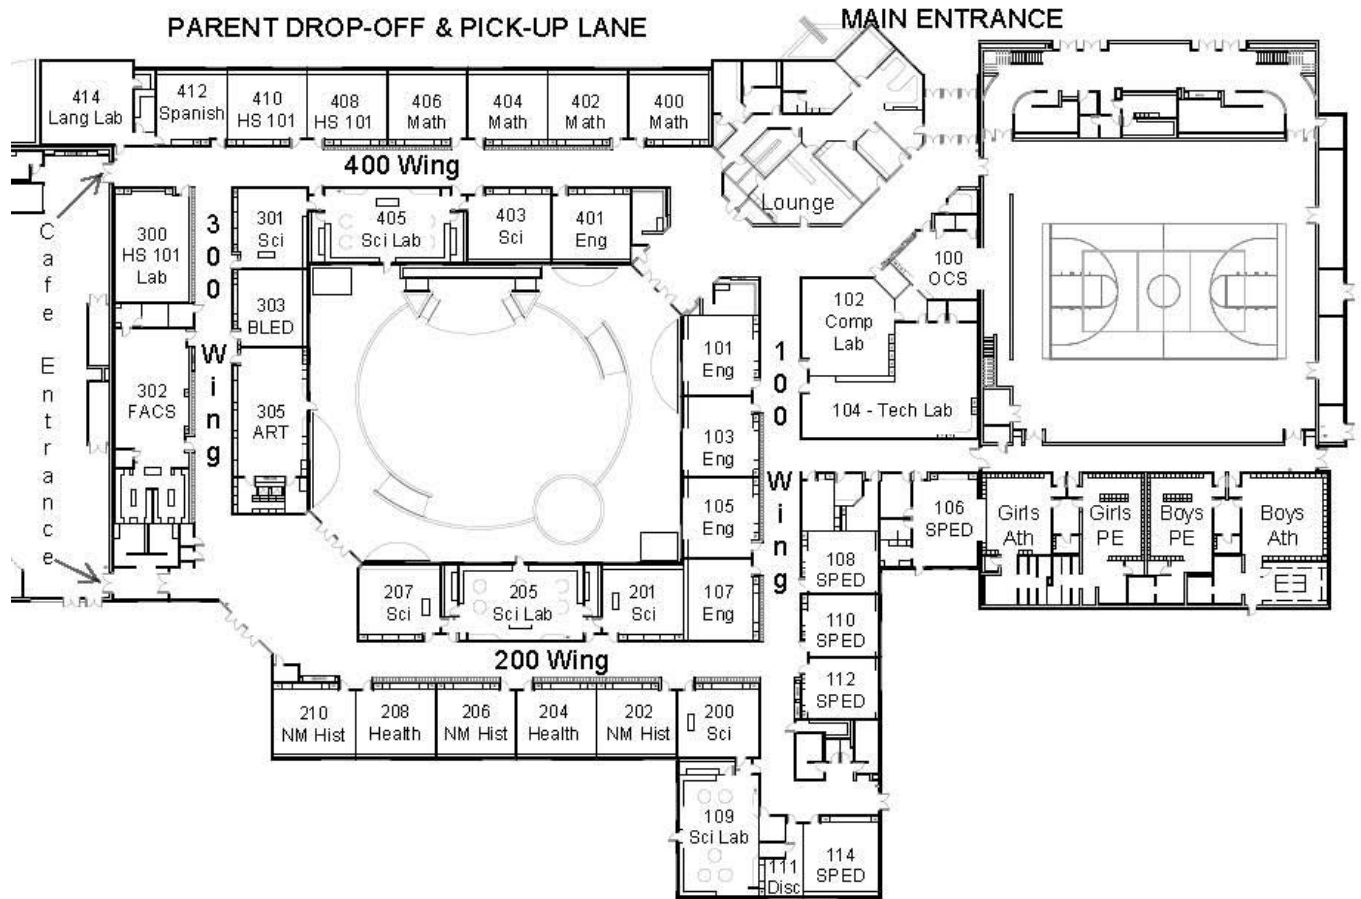 PARENT DROP-OFF & PICK-UP LANE
MAIN ENTRANCE
414
Lang Lab
412
Spanish
410
HS 101
408
HS 101
406
Math
404
Math
402
Math
400
Math
400 Wing
Lounge
Cafe Entrance
300
HS 101
Lab
300 Wing
301
Sci
405
Sci Lab
403
Sci
401
Eng
100
OCS
303
BLED
102
Comp
Lab
101
Eng
100 Wing
302
FACS
305
ART
104 - Tech Lab
103
Eng
105
Eng
106
SPED
Girls
Ath
Girls
PE
Boys
PE
Boys
Ath
108
SPED
207
Sci
205
Sci Lab
201
Sci
107
Eng
110
SPED
200 Wing
112
SPED
210
NM Hist
208
Health
206
NM Hist
204
Health
202
NM Hist
200
Sci
109
Sci Lab
111
Disc
114
SPED